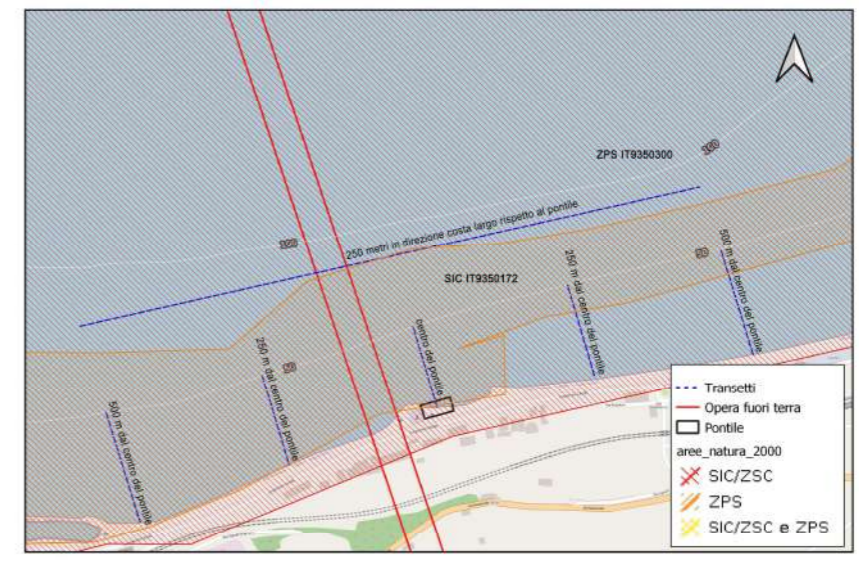 ZPS IT9350300
250 metri in direzione costa largo rispetto al pontile
SIC IT9350172
500 m dal centro del pontile
250 m dal centro del pontile
centro del pontile
250 m dal centro del pontile
500 m dal centro del pontile
Transetti
Opera fuori terra
Pontile
aree_natura_2000
SIC/ZSC
ZPS
SIC/ZSC e ZPS